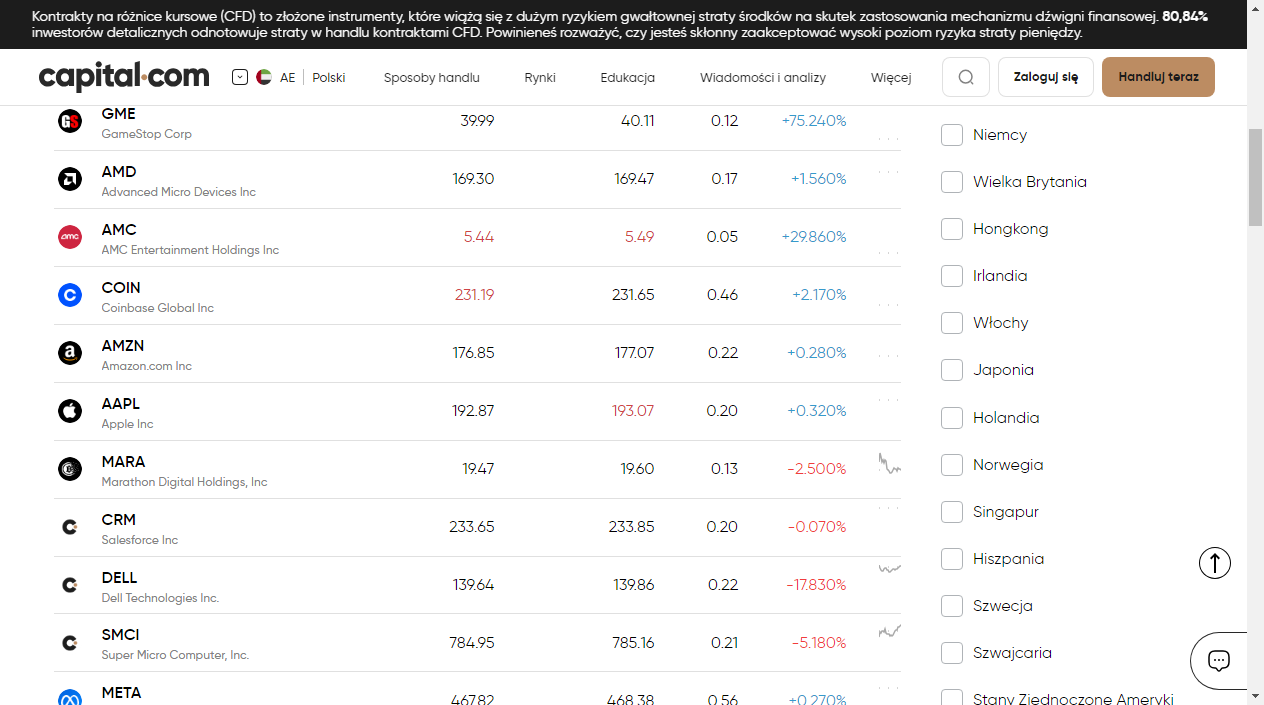 Kontrakty na różnice kursowe (CFD) to złożone instrumenty, które wiążą się z dużym ryzykiem gwałtownej straty środków na skutek zastosowania mechanizmu dźwigni finansowej. 80,84%
inwestorów detalicznych odnotowuje straty w handlu kontraktami CFD. Powinieneś rozważyć, czy jesteś skłonny zaakceptować wysoki poziom ryzyka straty pieniędzy.
capital.com AE Polski Sposoby handlu Rynki Edukacja Wiadomości i analizy Więcej Zaloguj się Handluj teraz
GME 39.99 40.11 0.12 +75.240%
GameStop Corp
AMD 169.30 169.47 0.17 +1.560%
Advanced Micro Devices Inc
AMC 5.44 5.49 0.05 +29.860%
AMC Entertainment Holdings Inc
COIN 231.19 231.65 0.46 +2.170%
Coinbase Global Inc
AMZN 176.85 177.07 0.22 +0.280%
Amazon.com Inc
AAPL 192.87 193.07 0.20 +0.320%
Apple Inc
MARA 19.47 19.60 0.13 -2.500%
Marathon Digital Holdings, Inc
CRM 233.65 233.85 0.20 -0.070%
Salesforce Inc
DELL 139.64 139.86 0.22 -17.830%
Dell Technologies Inc.
SMCI 784.95 785.16 0.21 -5.180%
Super Micro Computer, Inc.
META 467.82 468.38 0.56 +0.270%
Niemcy
Wielka Brytania
Hongkong
Irlandia
Włochy
Japonia
Holandia
Norwegia
Singapur
Hiszpania
Szwecja
Szwajcaria
Stany Zjednoczone Ameryki